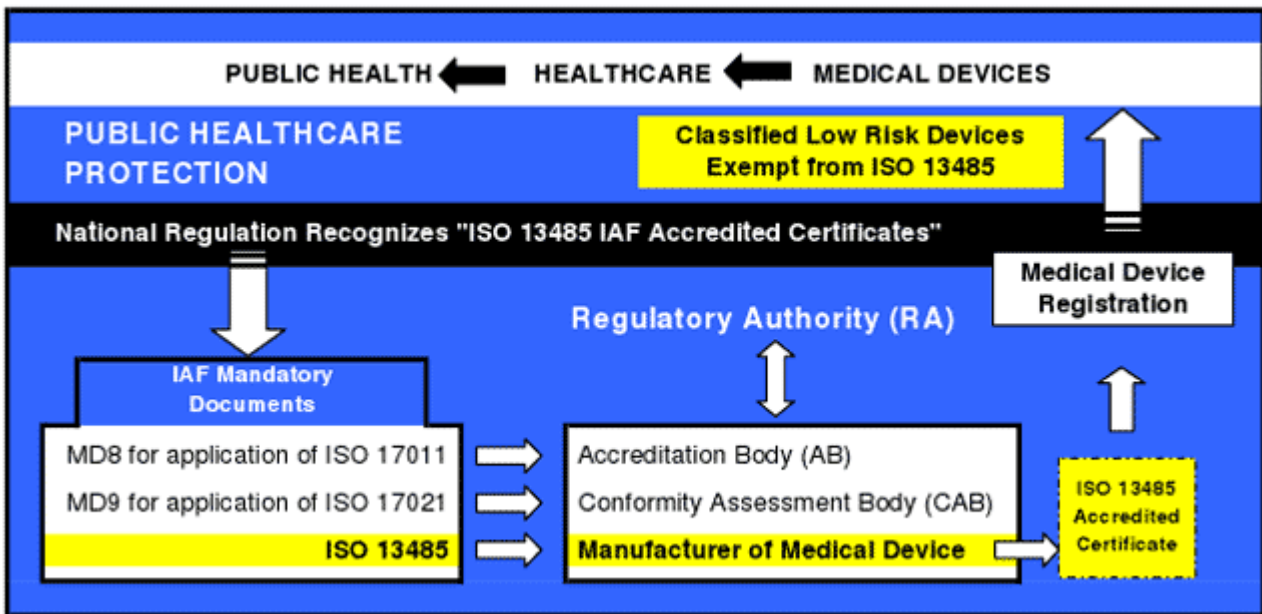 PUBLIC HEALTH HEALTHCARE MEDICAL DEVICES
PUBLIC HEALTHCARE
PROTECTION
Classified Low Risk Devices
Exempt from ISO 13485
National Regulation Recognizes "ISO 13485 IAF Accredited Certificates"
Medical Device
Registration
Regulatory Authority (RA)
IAF Mandatory
Documents
MD8 for application of ISO 17011
MD9 for application of ISO 17021
ISO 13485
Accreditation Body (AB)
Conformity Assessment Body (CAB)
Manufacturer of Medical Device
ISO 13485
Accredited
Certificate